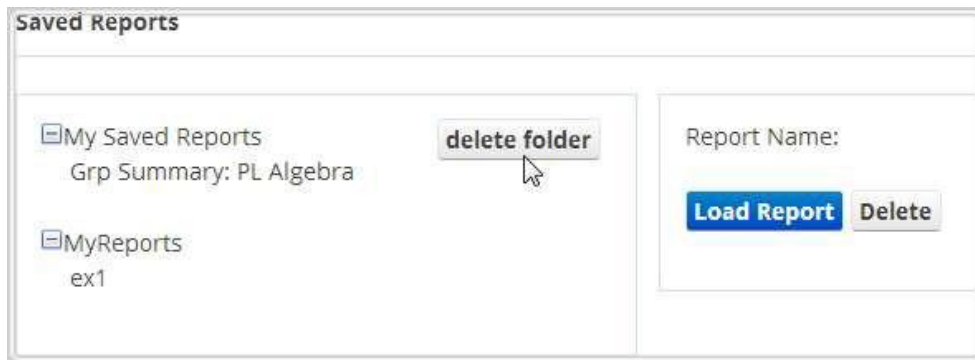 Saved Reports
My Saved Reports
delete folder
Grp Summary: PL Algebra
MyReports
ex1
Report Name:
Load Report
Delete